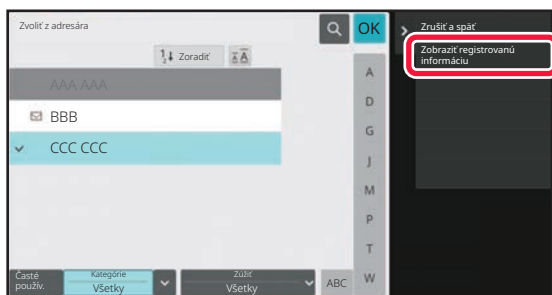 Zvoliť z adresára
OK
Zrušiť a späť
Zobraziť registrovanú
informáciu
Zoradiť
AAA AAA
BBB
CCC CCC
A
D
G
J
M
P
T
W
Časté
použív.
Kategórie
Všetky
Zúžiť
Všetky
ABC